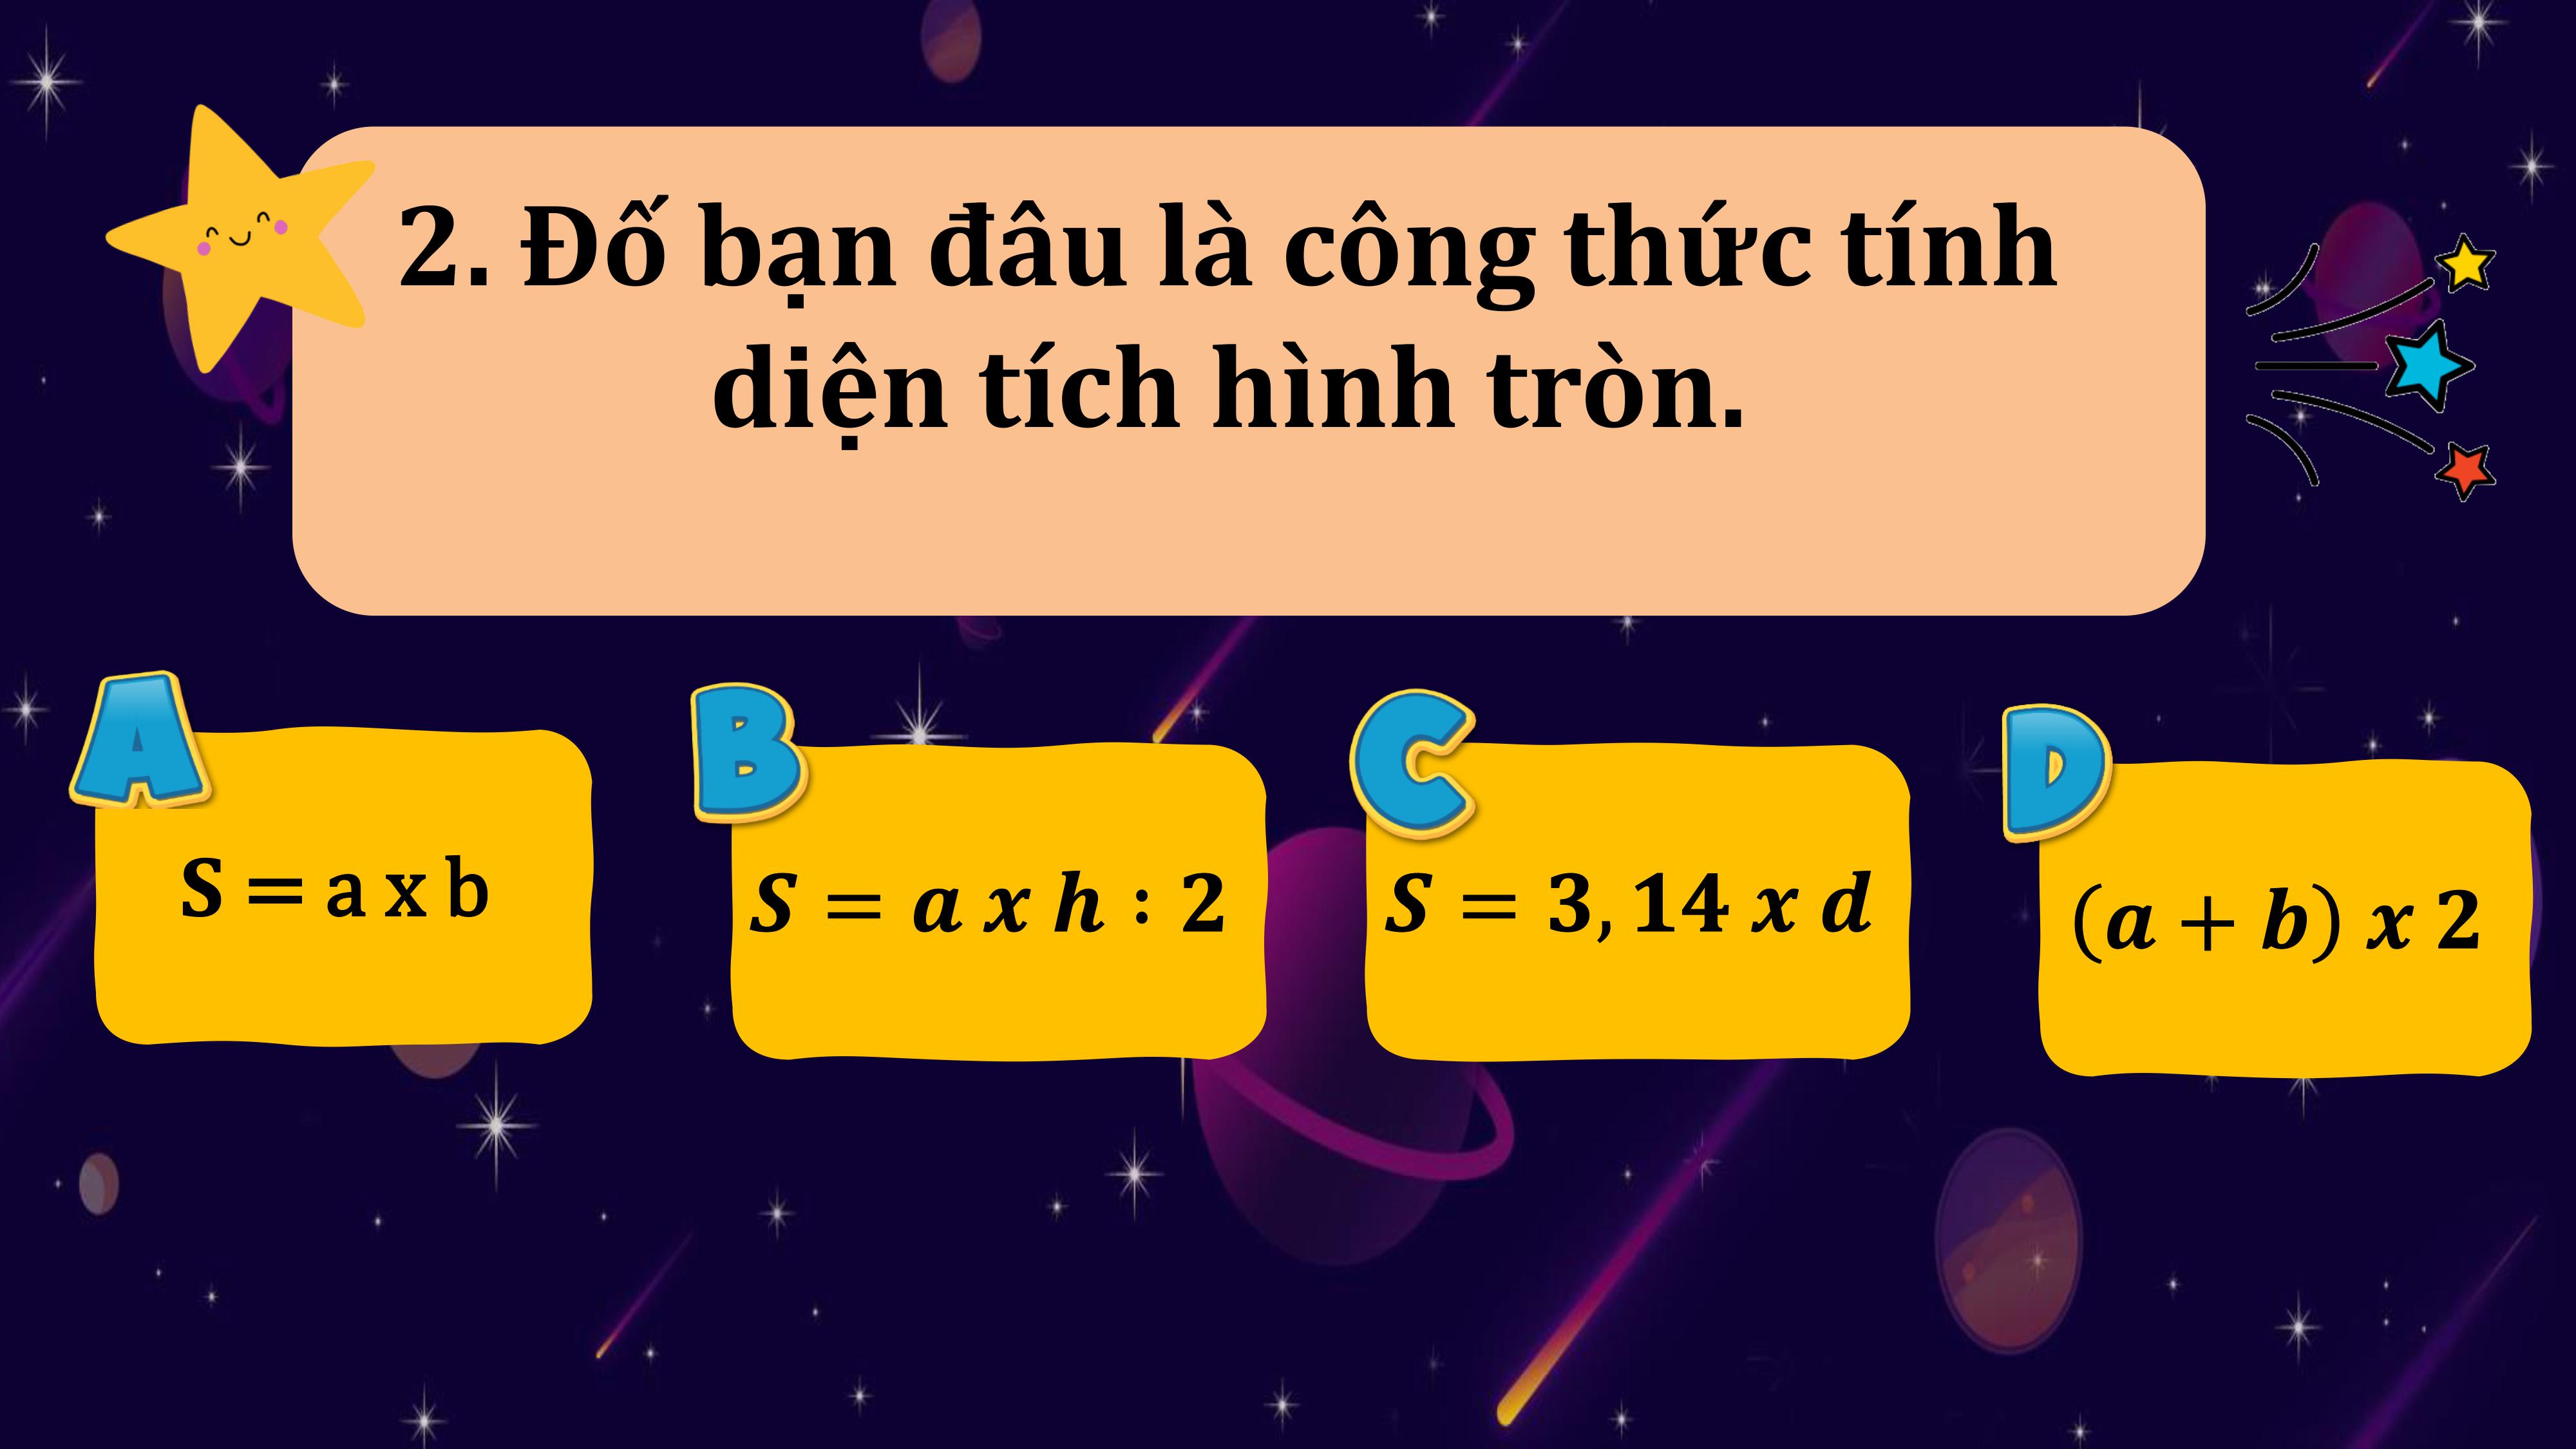 2. Đố bạn đâu là công thức tính
diện tích hình tròn.
A
S = a x b
B
S = a x h : 2
C
S = 3,14 x d
D
(a + b) x 2